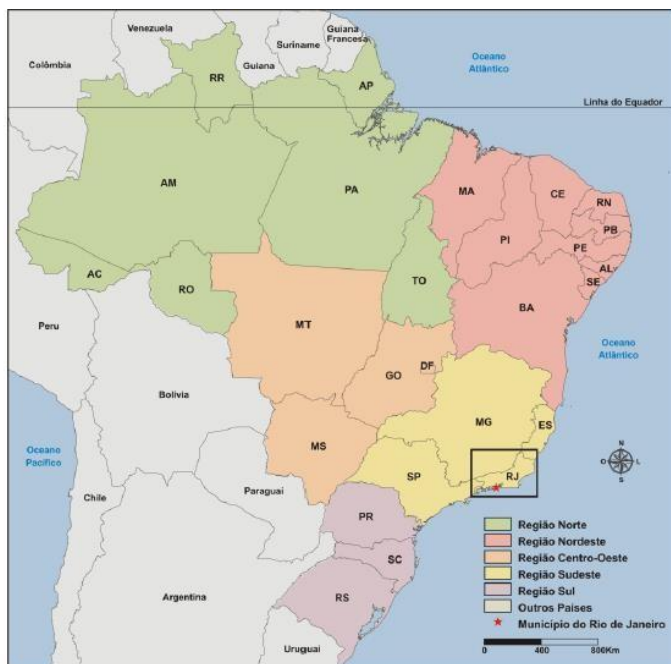 Venezuela
Guiana
Francesa
Suriname
Guiana
Colômbia
Oceano
Atlântico
RR
AP
Linha do Equador
AM
PA
MA
CE
RN
PB
PE
PI
AL
SE
AC
RO
TO
BA
Peru
MT
Oceano
Atlântico
GO
DF
Bolívia
MG
ES
MS
Oceano
Pacífico
SP
RJ
N
O
L
S
Paraguai
Chile
PR
SC
RS
Argentina
Uruguai
Região Norte
Região Nordeste
Região Centro-Oeste
Região Sudeste
Região Sul
Outros Países
Município do Rio de Janeiro
0 400 800Km